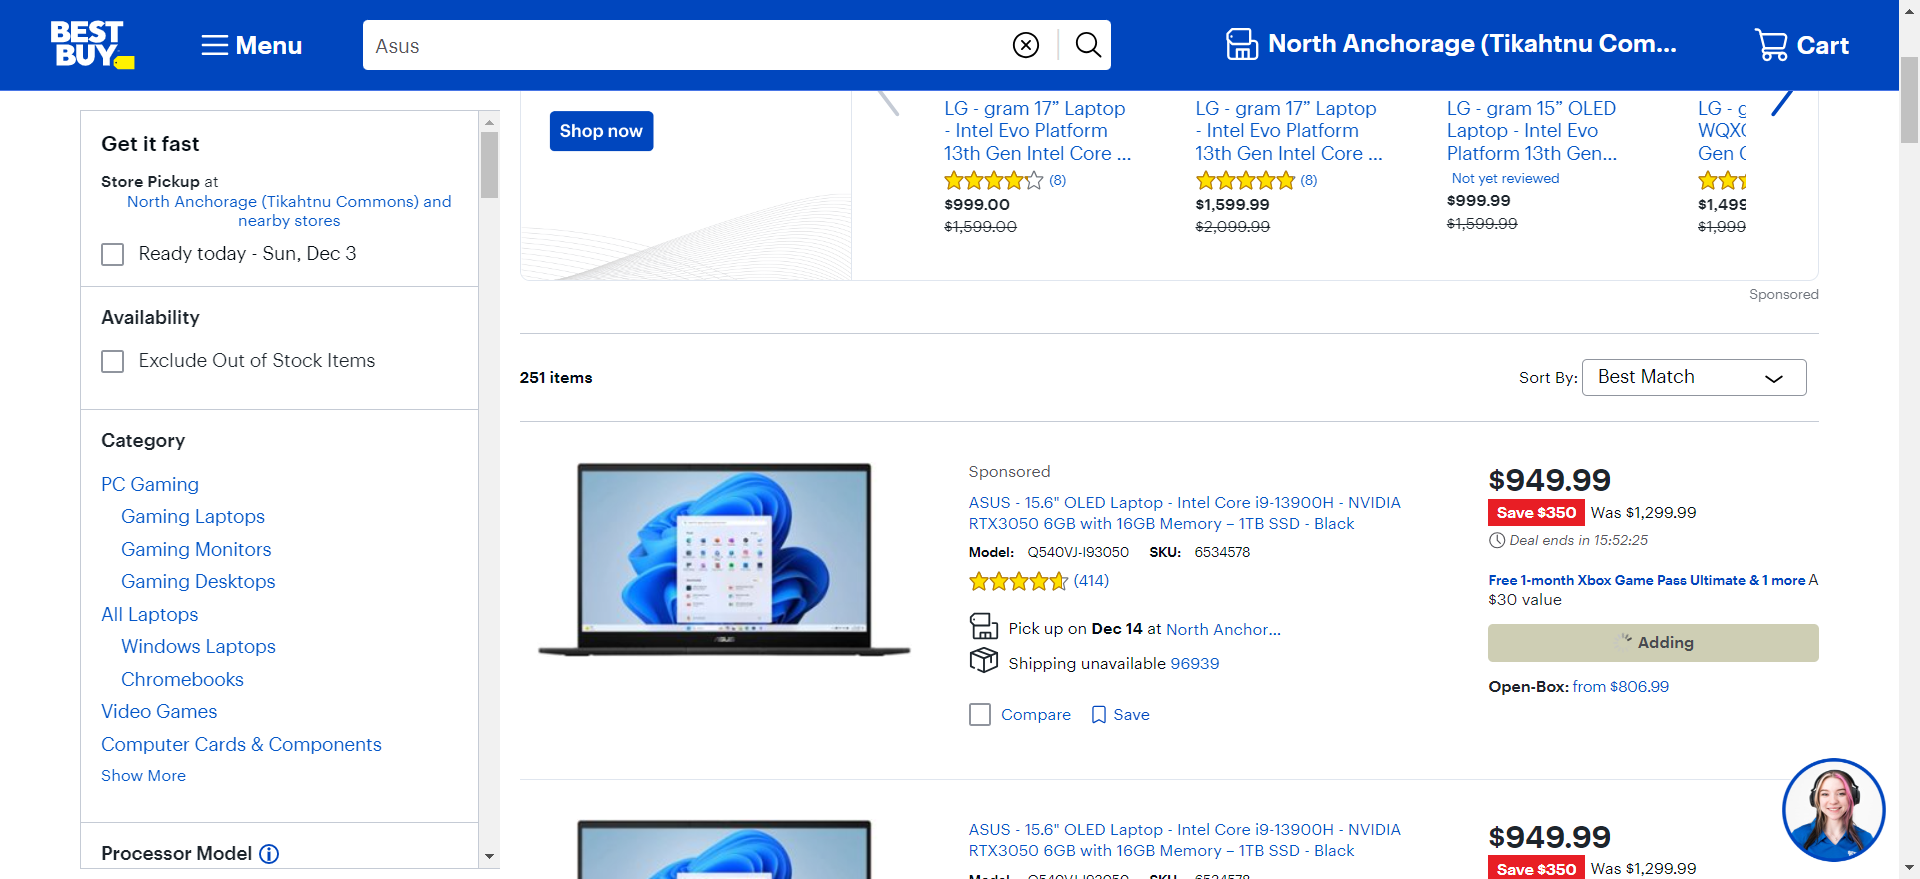 BEST
BUY
Menu
Asus
North Anchorage (Tikahtnu Com...
Cart
Get it fast
Store Pickup at
North Anchorage (Tikahtnu Commons) and
nearby stores
Ready today - Sun, Dec 3
Availability
Exclude Out of Stock Items
Category
PC Gaming
Gaming Laptops
Gaming Monitors
Gaming Desktops
All Laptops
Windows Laptops
Chromebooks
Video Games
Computer Cards & Components
Show More
Processor Model
Shop now
LG - gram 17” Laptop
- Intel Evo Platform
13th Gen Intel Core ...
(8)
$999.00
$1,599.00
LG - gram 17” Laptop
- Intel Evo Platform
13th Gen Intel Core ...
(8)
$1,599.99
$2,099.99
LG - gram 15” OLED
Laptop - Intel Evo
Platform 13th Gen...
Not yet reviewed
$999.99
$1,599.99
LG - g
WQX
Gen
$1,499
$1,999
Sponsored
251 items
Sort By: Best Match
Sponsored
ASUS - 15.6" OLED Laptop - Intel Core i9-13900H - NVIDIA
RTX3050 6GB with 16GB Memory – 1TB SSD - Black
Model: Q540VJ-I93050 SKU: 6534578
(414)
Pick up on Dec 14 at North Anchor...
Shipping unavailable 96939
Compare Save
$949.99
Save $350 Was $1,299.99
Deal ends in 15:52:25
Free 1-month Xbox Game Pass Ultimate & 1 more A
$30 value
Adding
Open-Box: from $806.99
ASUS
ASUS - 15.6" OLED Laptop - Intel Core i9-13900H - NVIDIA
RTX3050 6GB with 16GB Memory – 1TB SSD - Black
Model: Q540VJ-I93050 SKU: 6534578
$949.99
Save $350 Was $1,299.99